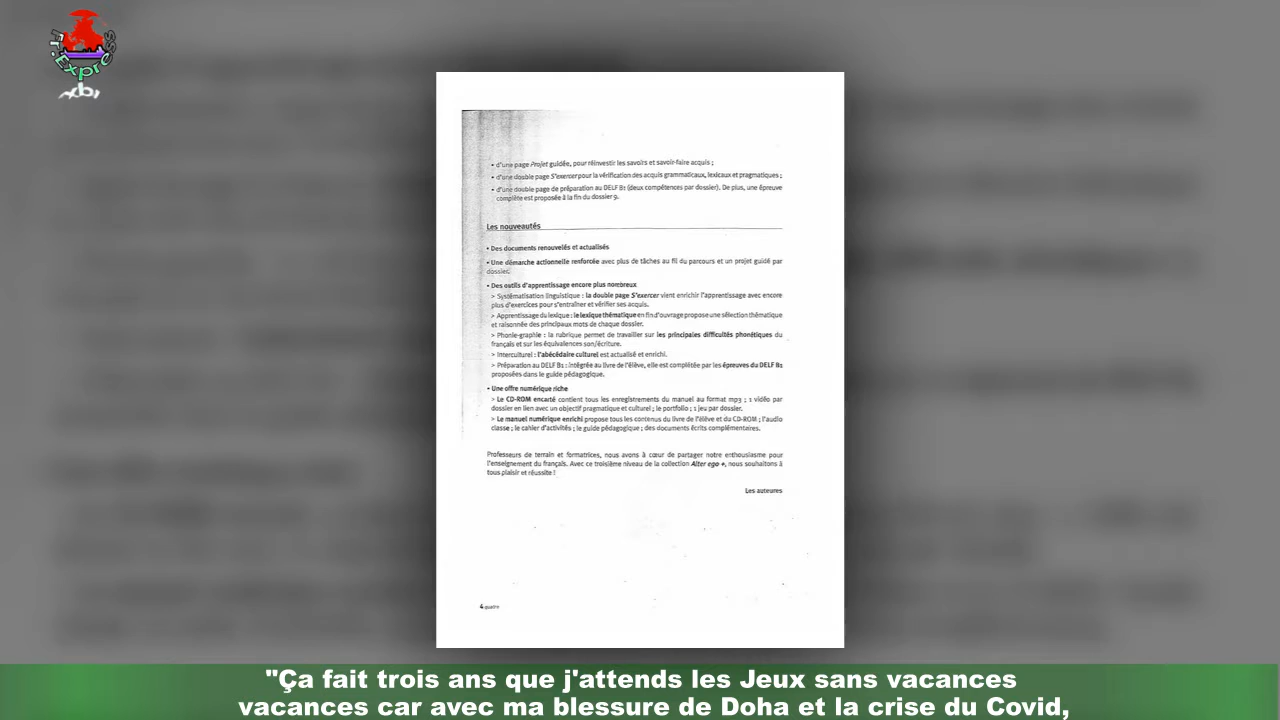 Fr.Express
• d'une page Projet guidée, pour réinvestir les savoirs et savoir-faire acquis ;
• d'une double page S'exercer pour la vérification des acquis grammaticaux, lexicaux et pragmatiques ;
• d'une double page de préparation au DELF B1 (deux compétences par dossier). De plus, une épreuve
complète est proposée à la fin du dossier 9.
Les nouveautés
• Des documents renouvelés et actualisés
• Une démarche actionnelle renforcée avec plus de tâches au fil du parcours et un projet guidé par
dossier.
• Des outils d'apprentissage encore plus nombreux
> Systématisation linguistique : la double page S'exercer vient enrichir l'apprentissage avec encore
plus d'exercices pour s'entraîner et vérifier ses acquis.
> Apprentissage du lexique : le lexique thématique en fin d'ouvrage propose une sélection thématique
et raisonnée des principaux mots de chaque dossier.
> Phonie-graphie : la rubrique permet de travailler sur les principales difficultés phonétiques du
français et sur les équivalences son/écriture.
> Interculturel : l'abécédaire culturel est actualisé et enrichi.
> Préparation au DELF B1 : intégrée au livre de l'élève, elle est complétée par les épreuves du DELF B1
proposées dans le guide pédagogique.
• Une offre numérique riche
> Le CD-ROM encarté contient tous les enregistrements du manuel au format mp3 ; 1 vidéo par
dossier en lien avec un objectif pragmatique et culturel ; le portfolio ; 1 jeu par dossier.
> Le manuel numérique enrichi propose tous les contenus du livre de l'élève et du CD-ROM ; l'audio
classe ; le cahier d'activités ; le guide pédagogique ; des documents écrits complémentaires.
Professeurs de terrain et formatrices, nous avons à cœur de partager notre enthousiasme pour
l'enseignement du français. Avec ce troisième niveau de la collection Alter ego +, nous souhaitons à
tous plaisir et réussite !
Les auteures
4 quatre
"Ça fait trois ans que j'attends les Jeux sans vacances
vacances car avec ma blessure de Doha et la crise du Covid,